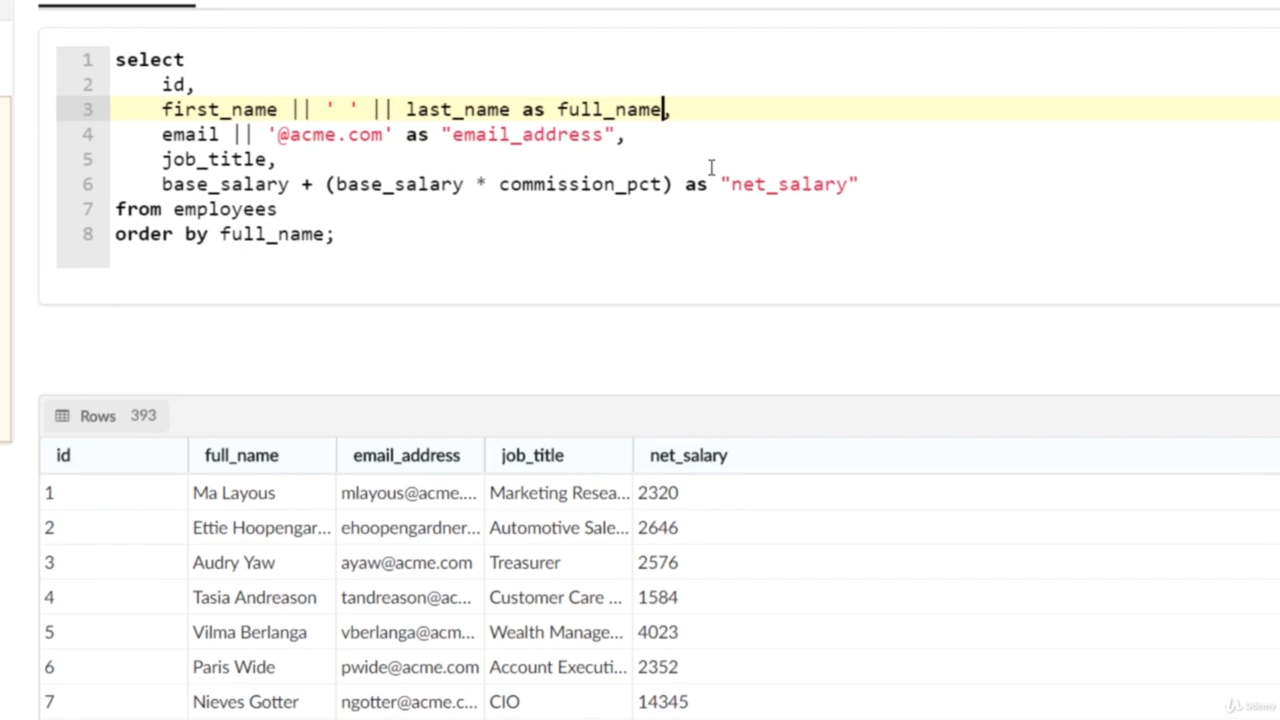 1 select
2 id,
3 first_name || ' ' || last_name as full_name,
4 email || '@acme.com' as "email_address",
5 job_title,
6 base_salary + (base_salary * commission_pct) as "net_salary"
7 from employees
8 order by full_name;
Rows 393
id full_name email_address job_title net_salary
1 Ma Layous mlayous@acme.... Marketing Resea... 2320
2 Ettie Hoopengar... ehoopengardner... Automotive Sale... 2646
3 Audry Yaw ayaw@acme.com Treasurer 2576
4 Tasia Andreason tandreason@ac... Customer Care ... 1584
5 Vilma Berlanga vberlanga@acm... Wealth Manage... 4023
6 Paris Wide pwide@acme.com Account Executi... 2352
7 Nieves Gotter ngotter@acme.c... CIO 14345
Udemy